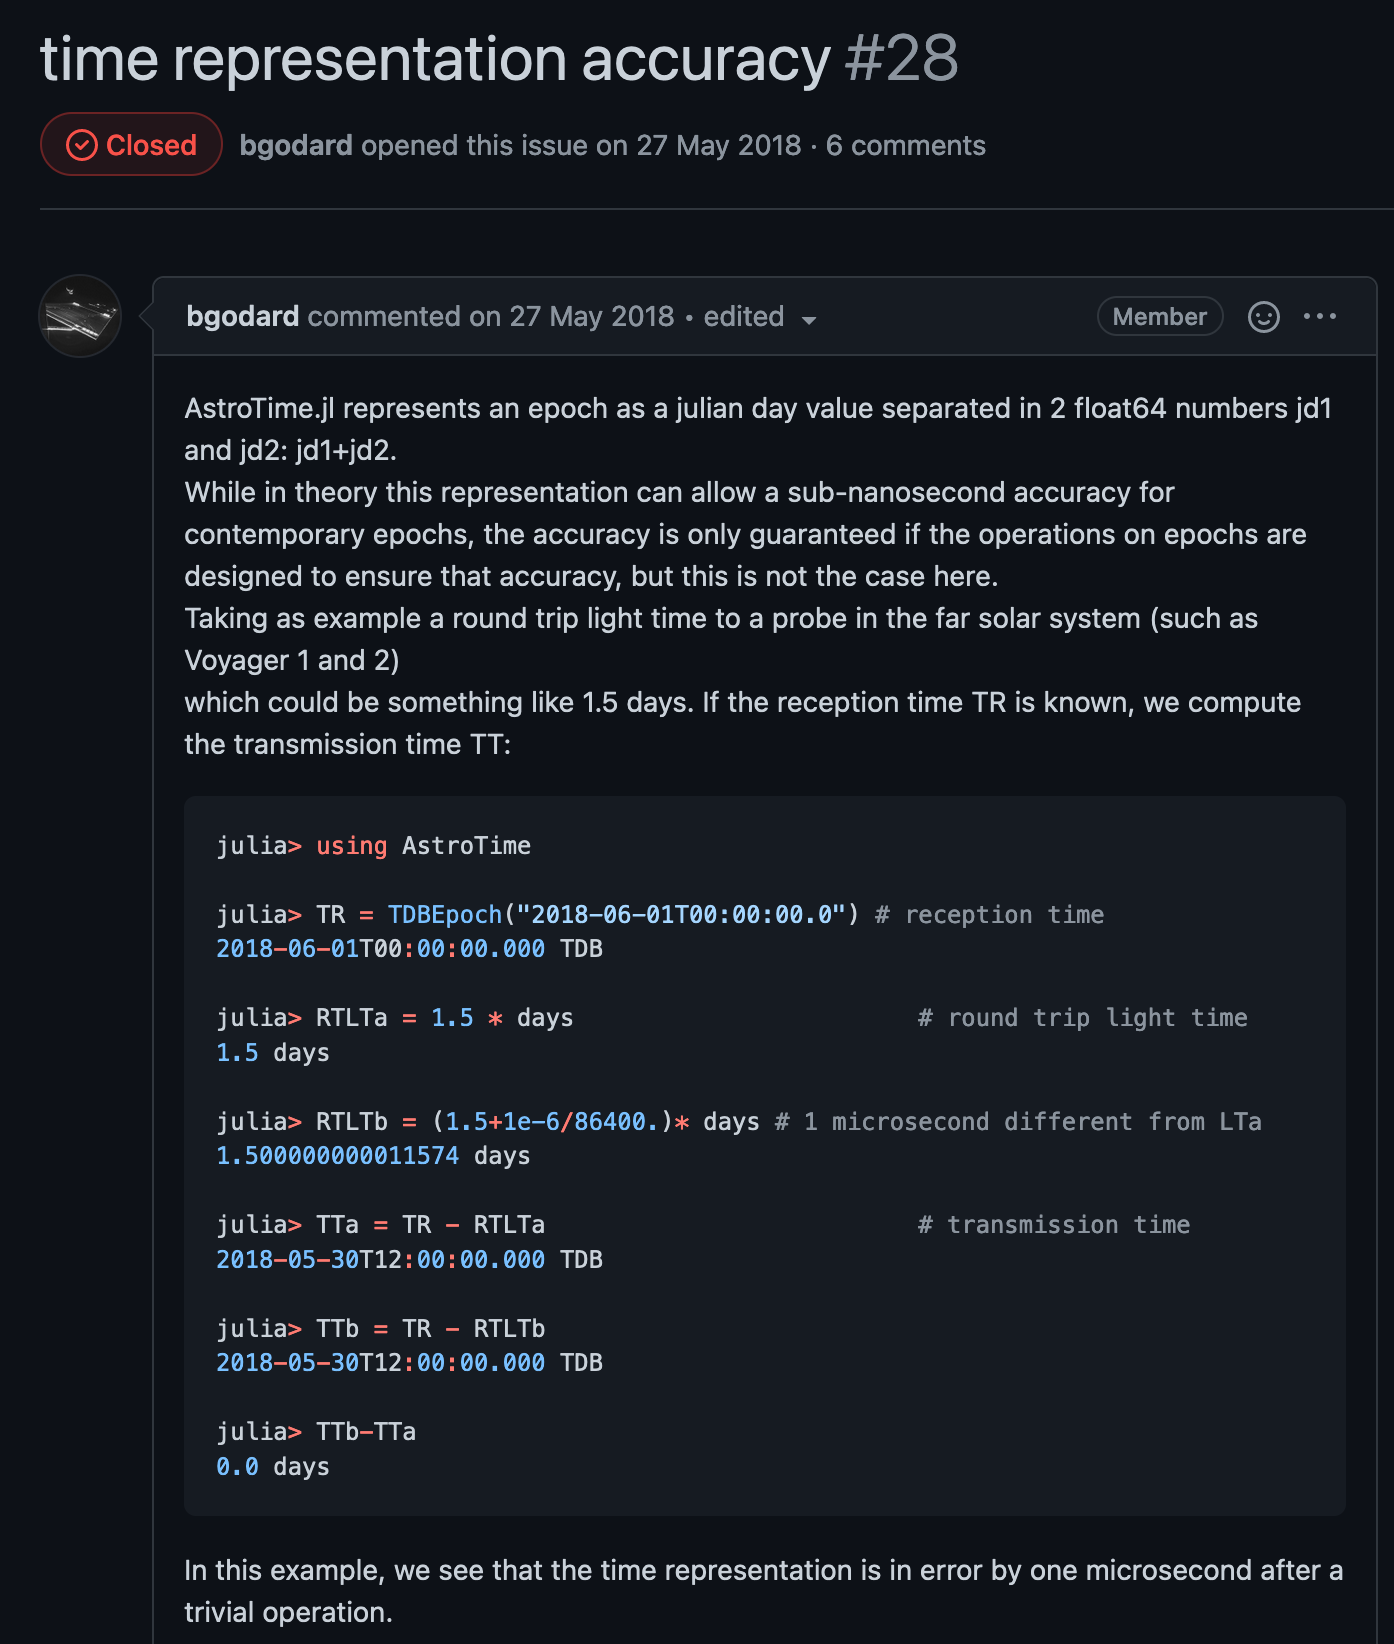 time representation accuracy #28
Closed bgodard opened this issue on 27 May 2018 · 6 comments
bgodard commented on 27 May 2018 • edited Member
AstroTime.jl represents an epoch as a julian day value separated in 2 float64 numbers jd1
and jd2: jd1+jd2.
While in theory this representation can allow a sub-nanosecond accuracy for
contemporary epochs, the accuracy is only guaranteed if the operations on epochs are
designed to ensure that accuracy, but this is not the case here.
Taking as example a round trip light time to a probe in the far solar system (such as
Voyager 1 and 2)
which could be something like 1.5 days. If the reception time TR is known, we compute
the transmission time TT:
julia> using AstroTime
julia> TR = TDBEpoch("2018-06-01T00:00:00.0") # reception time
2018-06-01T00:00:00.000 TDB
julia> RTLTa = 1.5 * days # round trip light time
1.5 days
julia> RTLTb = (1.5+1e-6/86400.)* days # 1 microsecond different from LTa
1.500000000011574 days
julia> TTa = TR - RTLTa # transmission time
2018-05-30T12:00:00.000 TDB
julia> TTb = TR - RTLTb
2018-05-30T12:00:00.000 TDB
julia> TTb-TTa
0.0 days
In this example, we see that the time representation is in error by one microsecond after a
trivial operation.